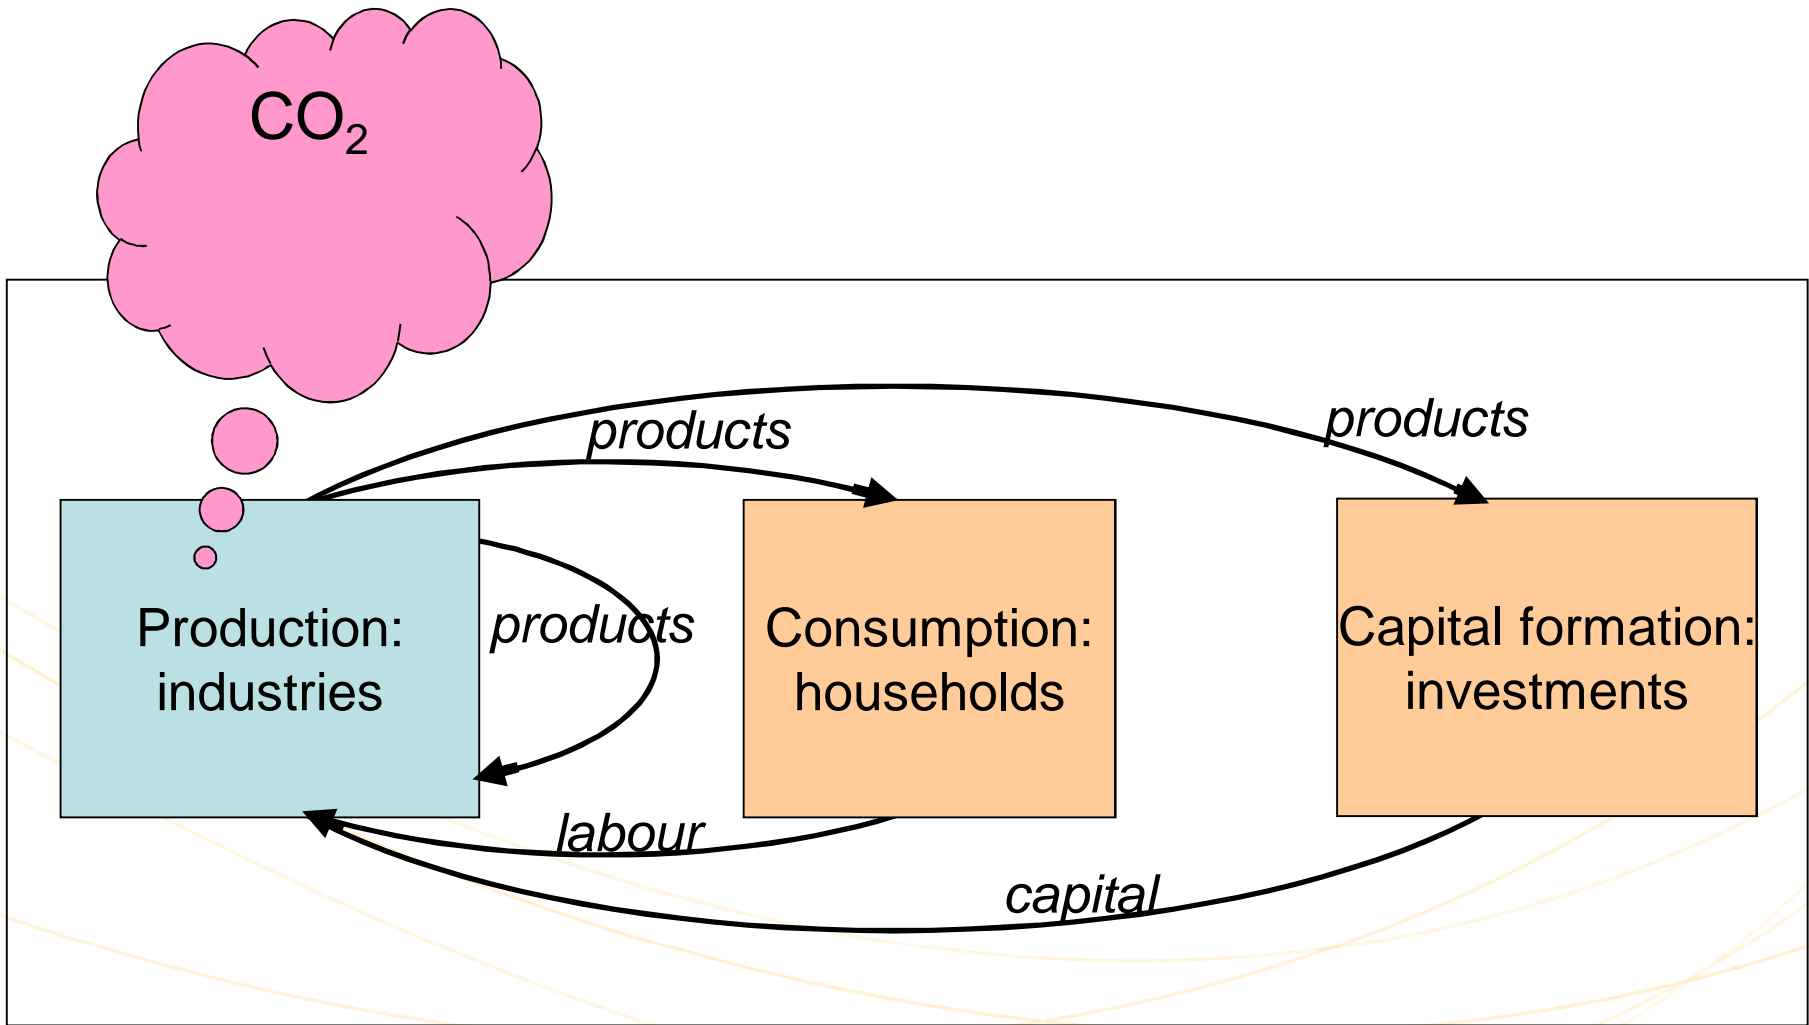 CO₂
products
products
Production:
industries
products
Consumption:
households
Capital formation:
investments
labour
capital